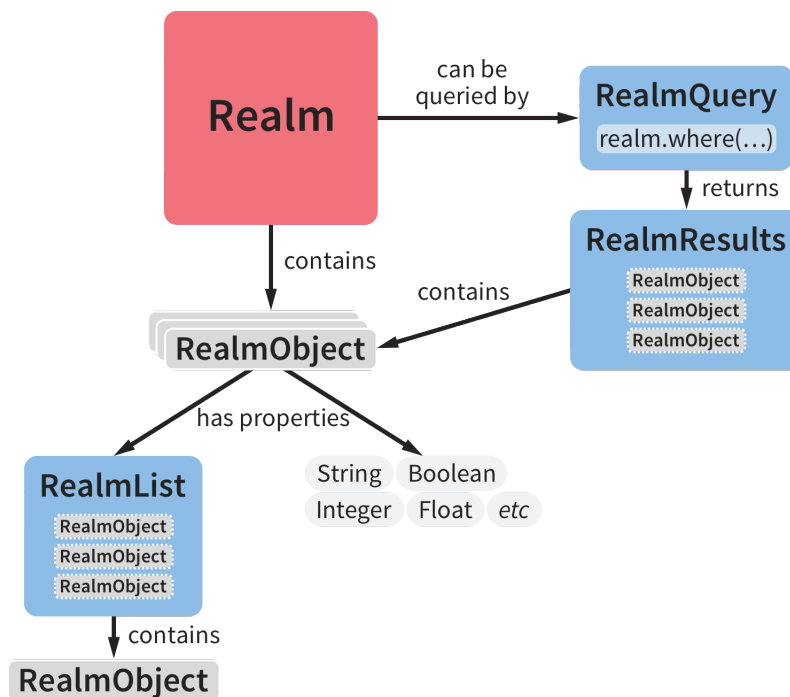 Realm
can be
queried by
RealmQuery
realm.where(…)
returns
RealmResults
RealmObject
RealmObject
RealmObject
contains
contains
RealmObject
has properties
String Boolean
Integer Float etc
RealmList
RealmObject
RealmObject
RealmObject
contains
RealmObject